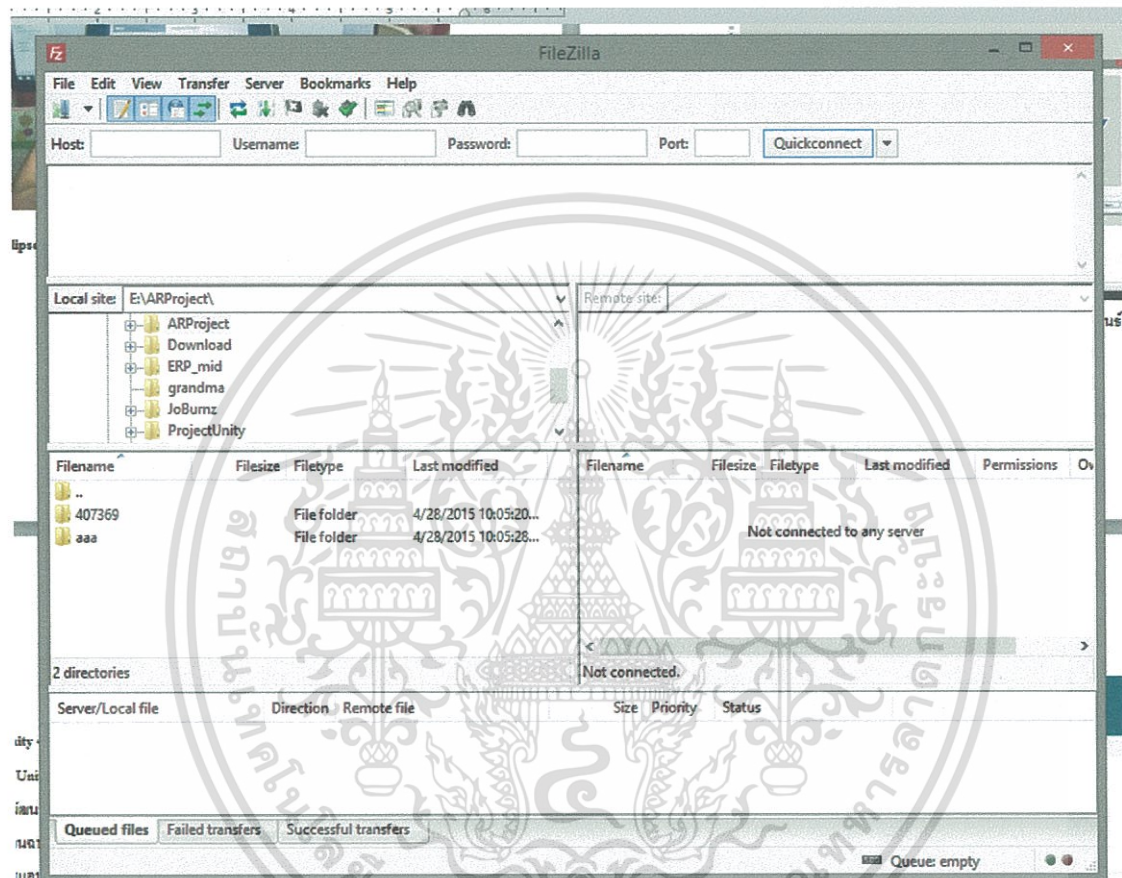 FileZilla
File Edit View Transfer Server Bookmarks Help
Host: Username: Password: Port: Quickconnect
Local site: E:\ARProject\
Remote site:
ARProject
Download
ERP_mid
grandma
JoBurnz
ProjectUnity
Filename Filesize Filetype Last modified
..
407369 File folder 4/28/2015 10:05:20...
aaa File folder 4/28/2015 10:05:28...
2 directories
Filename Filesize Filetype Last modified Permissions
Not connected to any server
Not connected.
Server/Local file Direction Remote file Size Priority Status
Queued files Failed transfers Successful transfers
Queue: empty